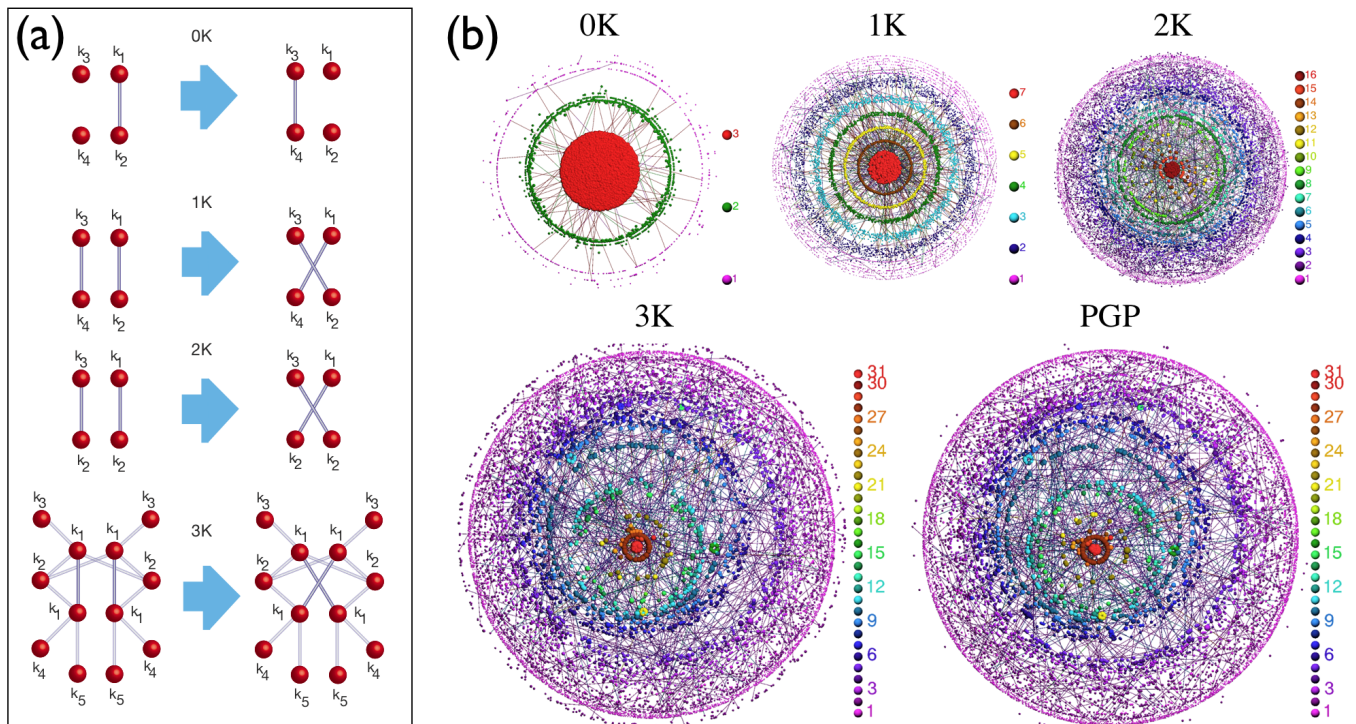 (a)
0K
k3 k1 k3 k1
k4 k2 k4 k2
1K
k3 k1 k3 k1
k4 k2 k4 k2
2K
k3 k1 k3 k1
k2 k2 k2 k2
3K
k3 k3 k3 k3
k1 k1 k1 k1
k2 k2 k2 k2
k1 k1 k1 k1
k4 k4 k4 k4
k5 k5 k5 k5
(b)
0K
3
2
1
1K
7
6
5
4
3
2
1
2K
16
15
14
13
12
11
10
9
8
7
6
5
4
3
2
1
3K
31
30
27
24
21
18
15
12
9
6
3
1
PGP
31
30
27
24
21
18
15
12
9
6
3
1